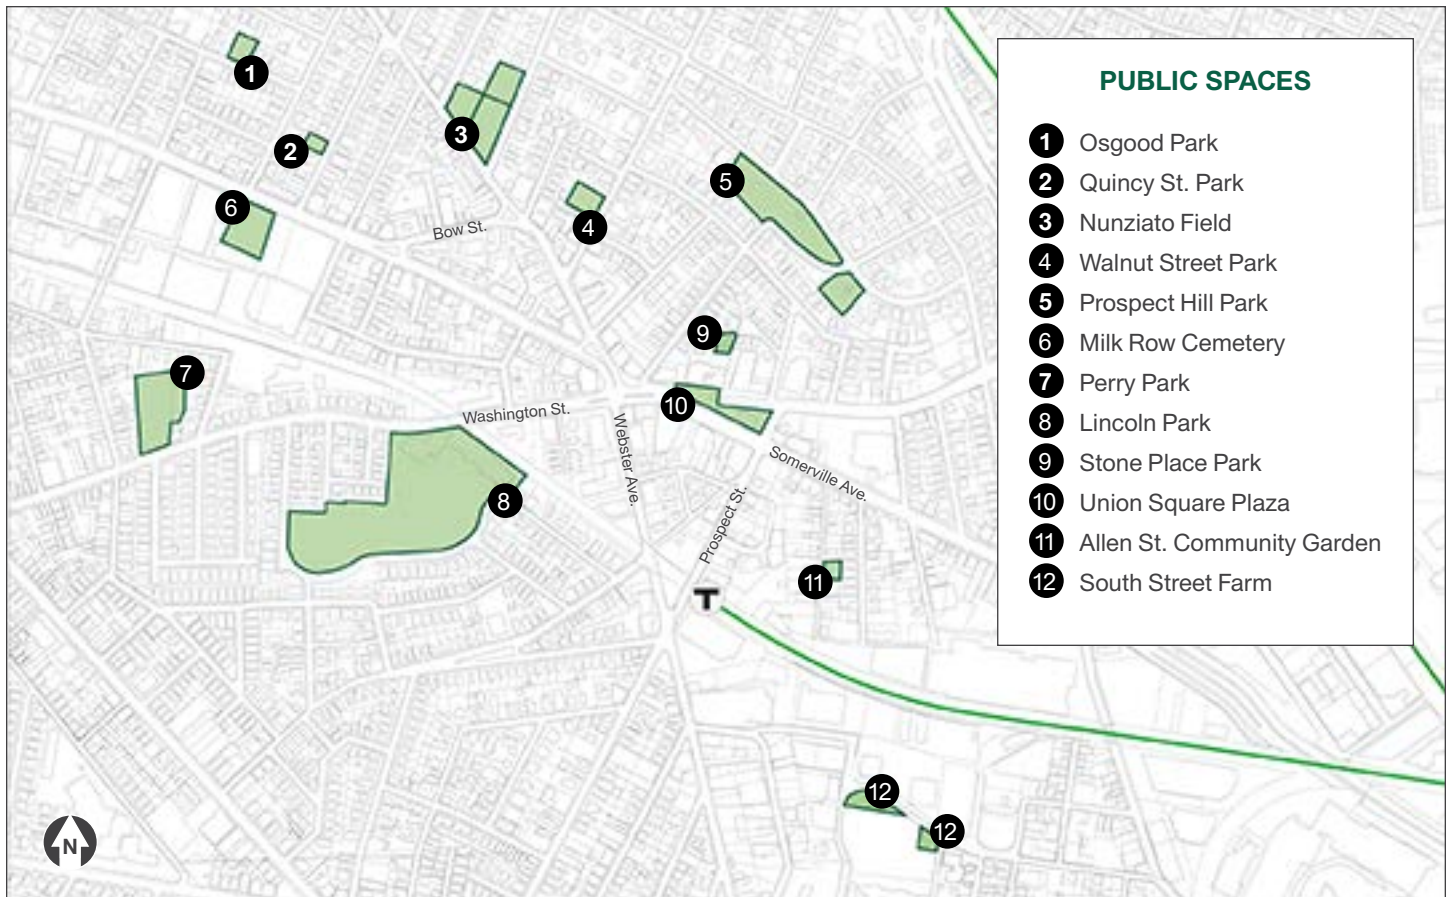 PUBLIC SPACES
1 Osgood Park
2 Quincy St. Park
3 Nunziato Field
4 Walnut Street Park
5 Prospect Hill Park
6 Milk Row Cemetery
7 Perry Park
8 Lincoln Park
9 Stone Place Park
10 Union Square Plaza
11 Allen St. Community Garden
12 South Street Farm
1
2
3
5
4
6
Bow St.
9
7
10
Washington St.
Webster Ave.
Somerville Ave.
8
Prospect St.
11
T
12
12
N